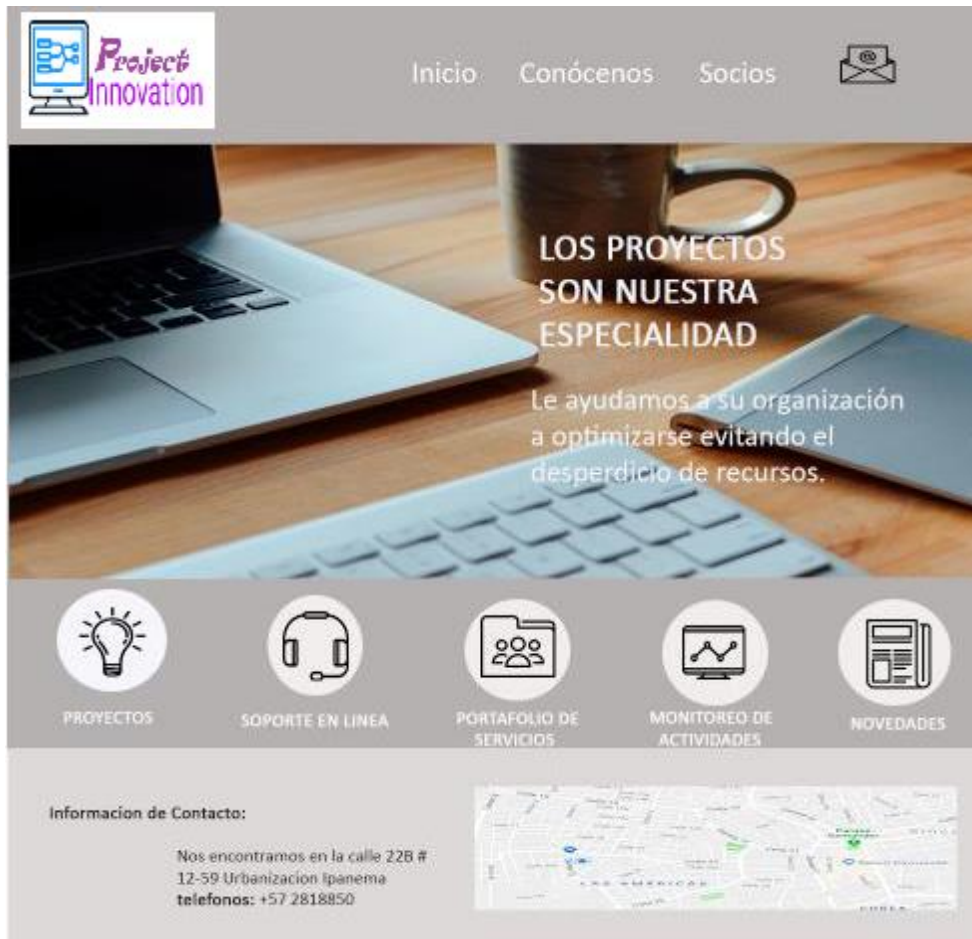 Project
Innovation
Inicio Conócenos Socios
LOS PROYECTOS
SON NUESTRA
ESPECIALIDAD
Le ayudamos a su organización
a optimizarse evitando el
desperdicio de recursos.
PROYECTOS
SOPORTE EN LINEA
PORTAFOLIO DE
SERVICIOS
MONITOREO DE
ACTIVIDADES
NOVEDADES
Informacion de Contacto:
Nos encontramos en la calle 22B #
12-59 Urbanizacion Ipanema
telefonos: +57 2818850
LAS AMERICAS